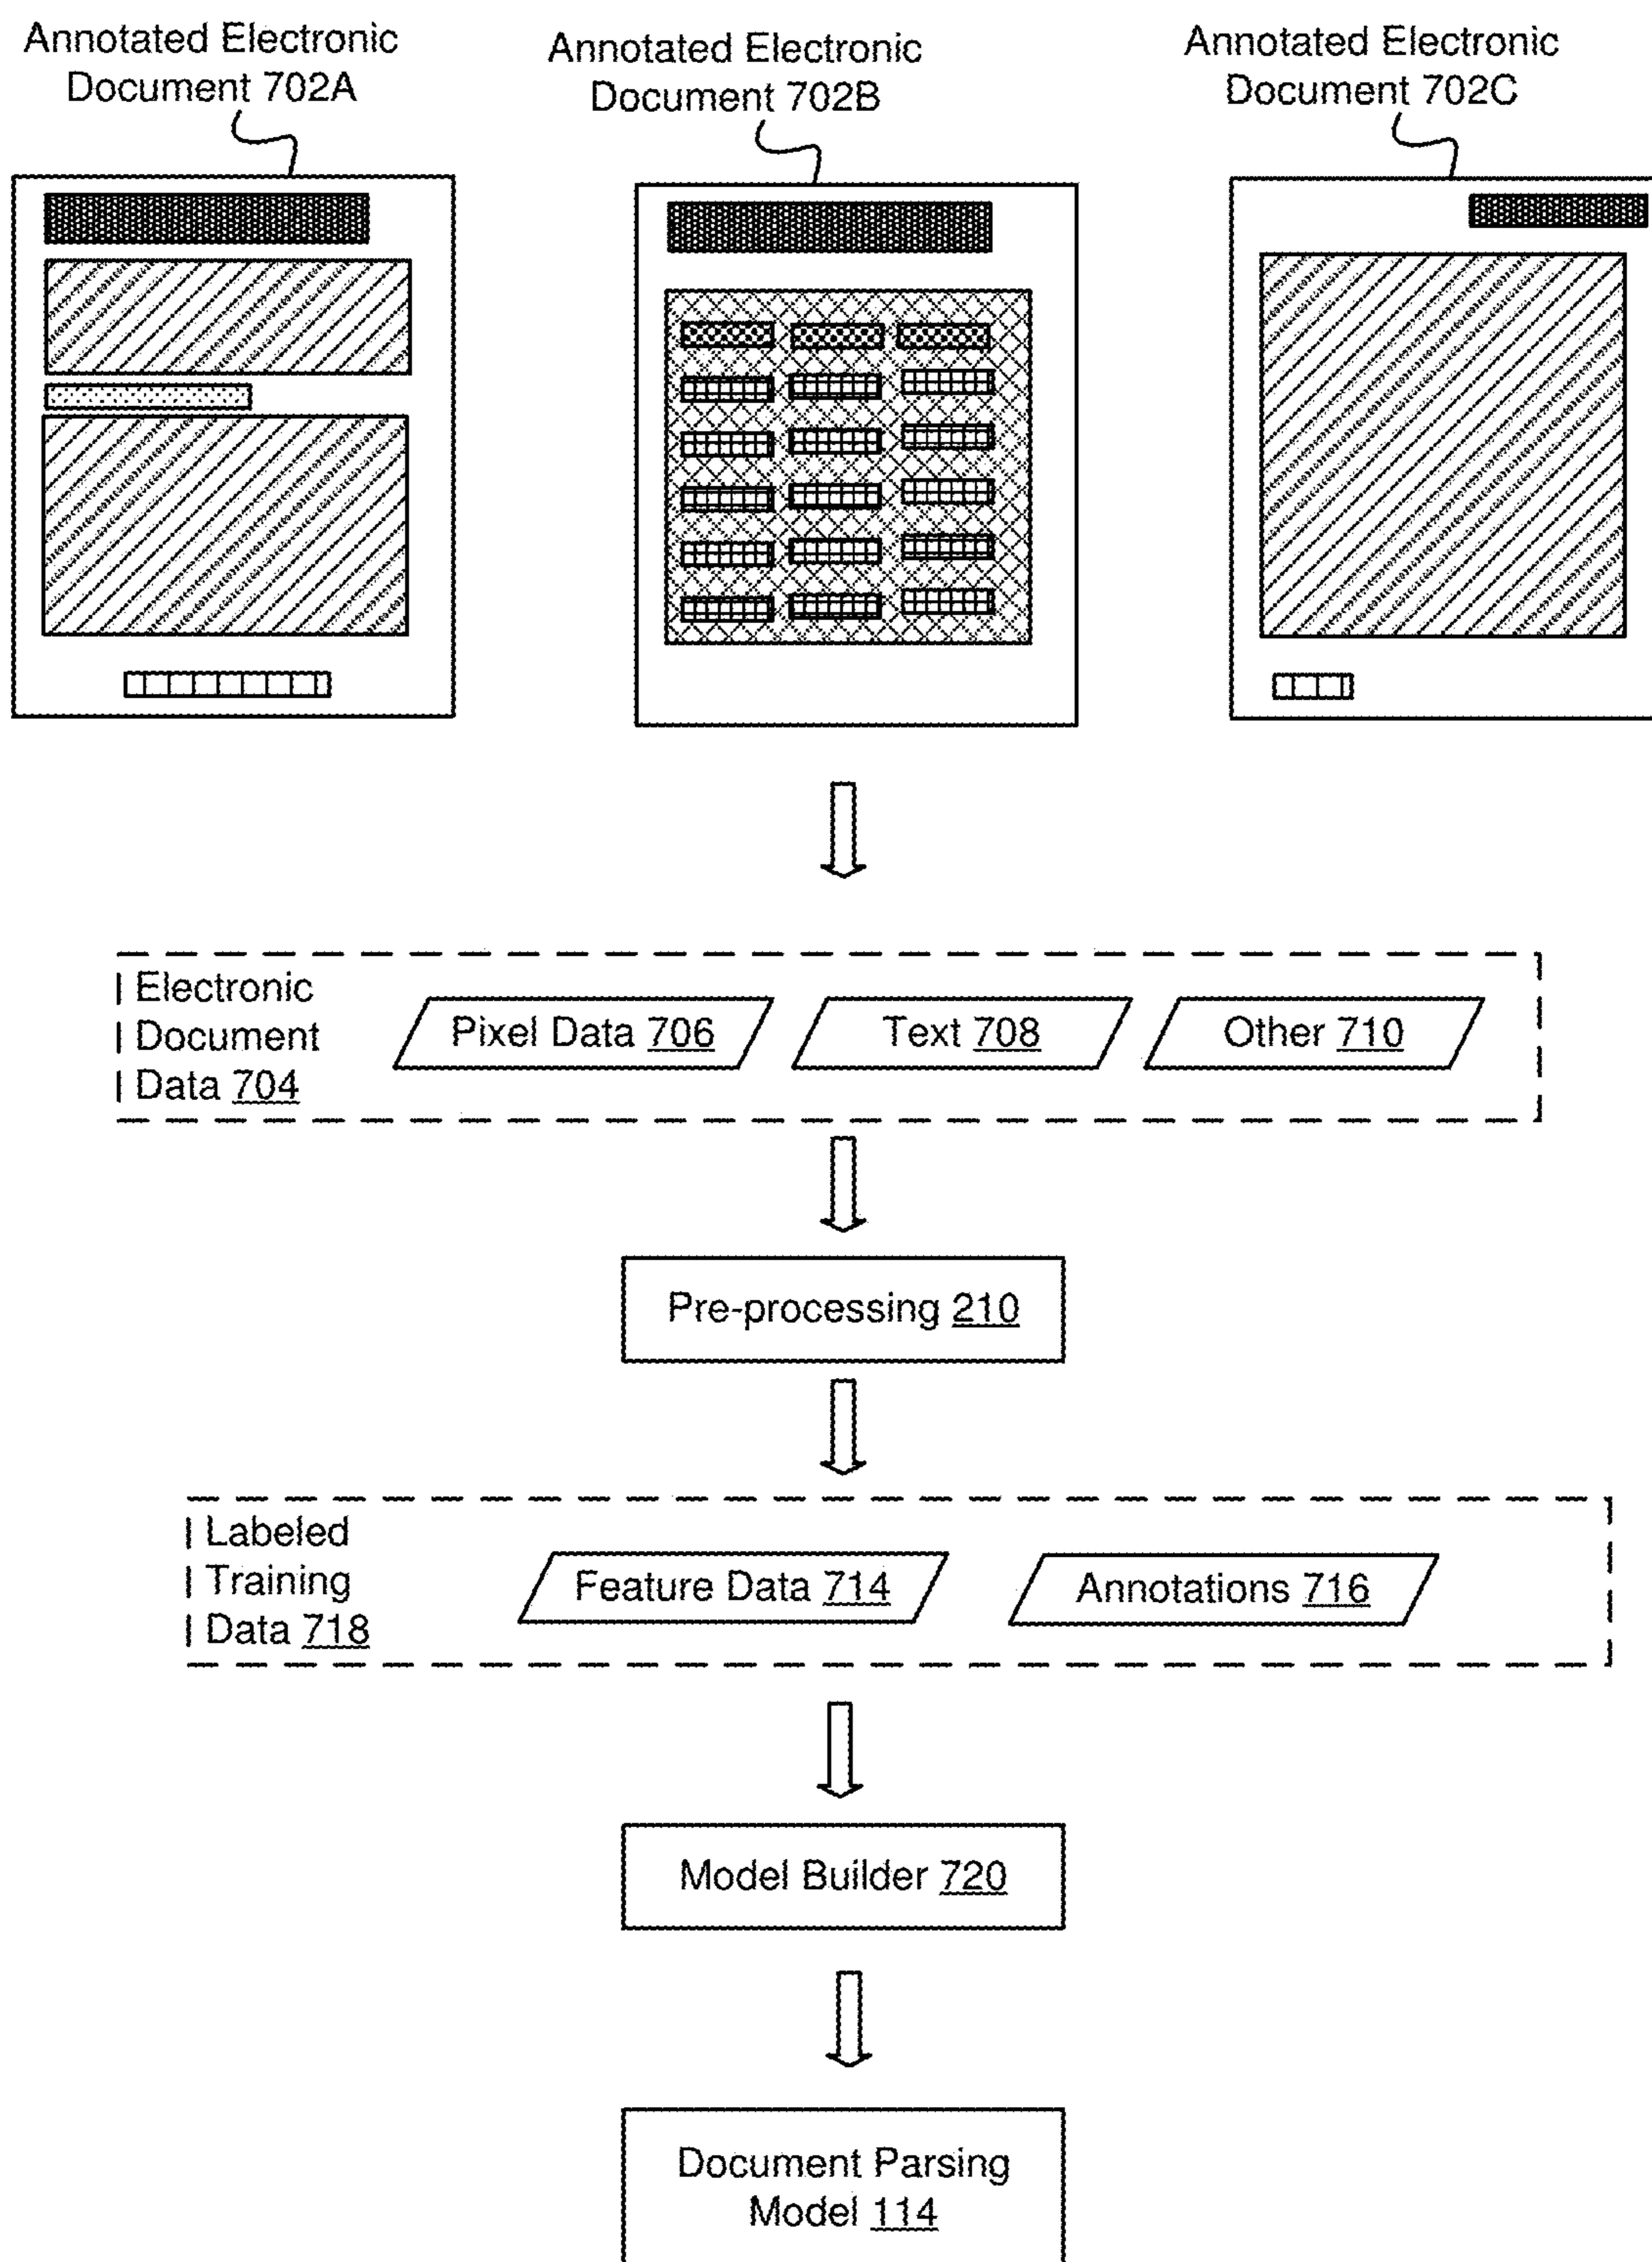 Annotated Electronic
Document 702A
Annotated Electronic
Document 702B
Annotated Electronic
Document 702C
Electronic
Document
Data 704
Pixel Data 706
Text 708
Other 710
Pre-processing 210
Labeled
Training
Data 718
Feature Data 714
Annotations 716
Model Builder 720
Document Parsing
Model 114